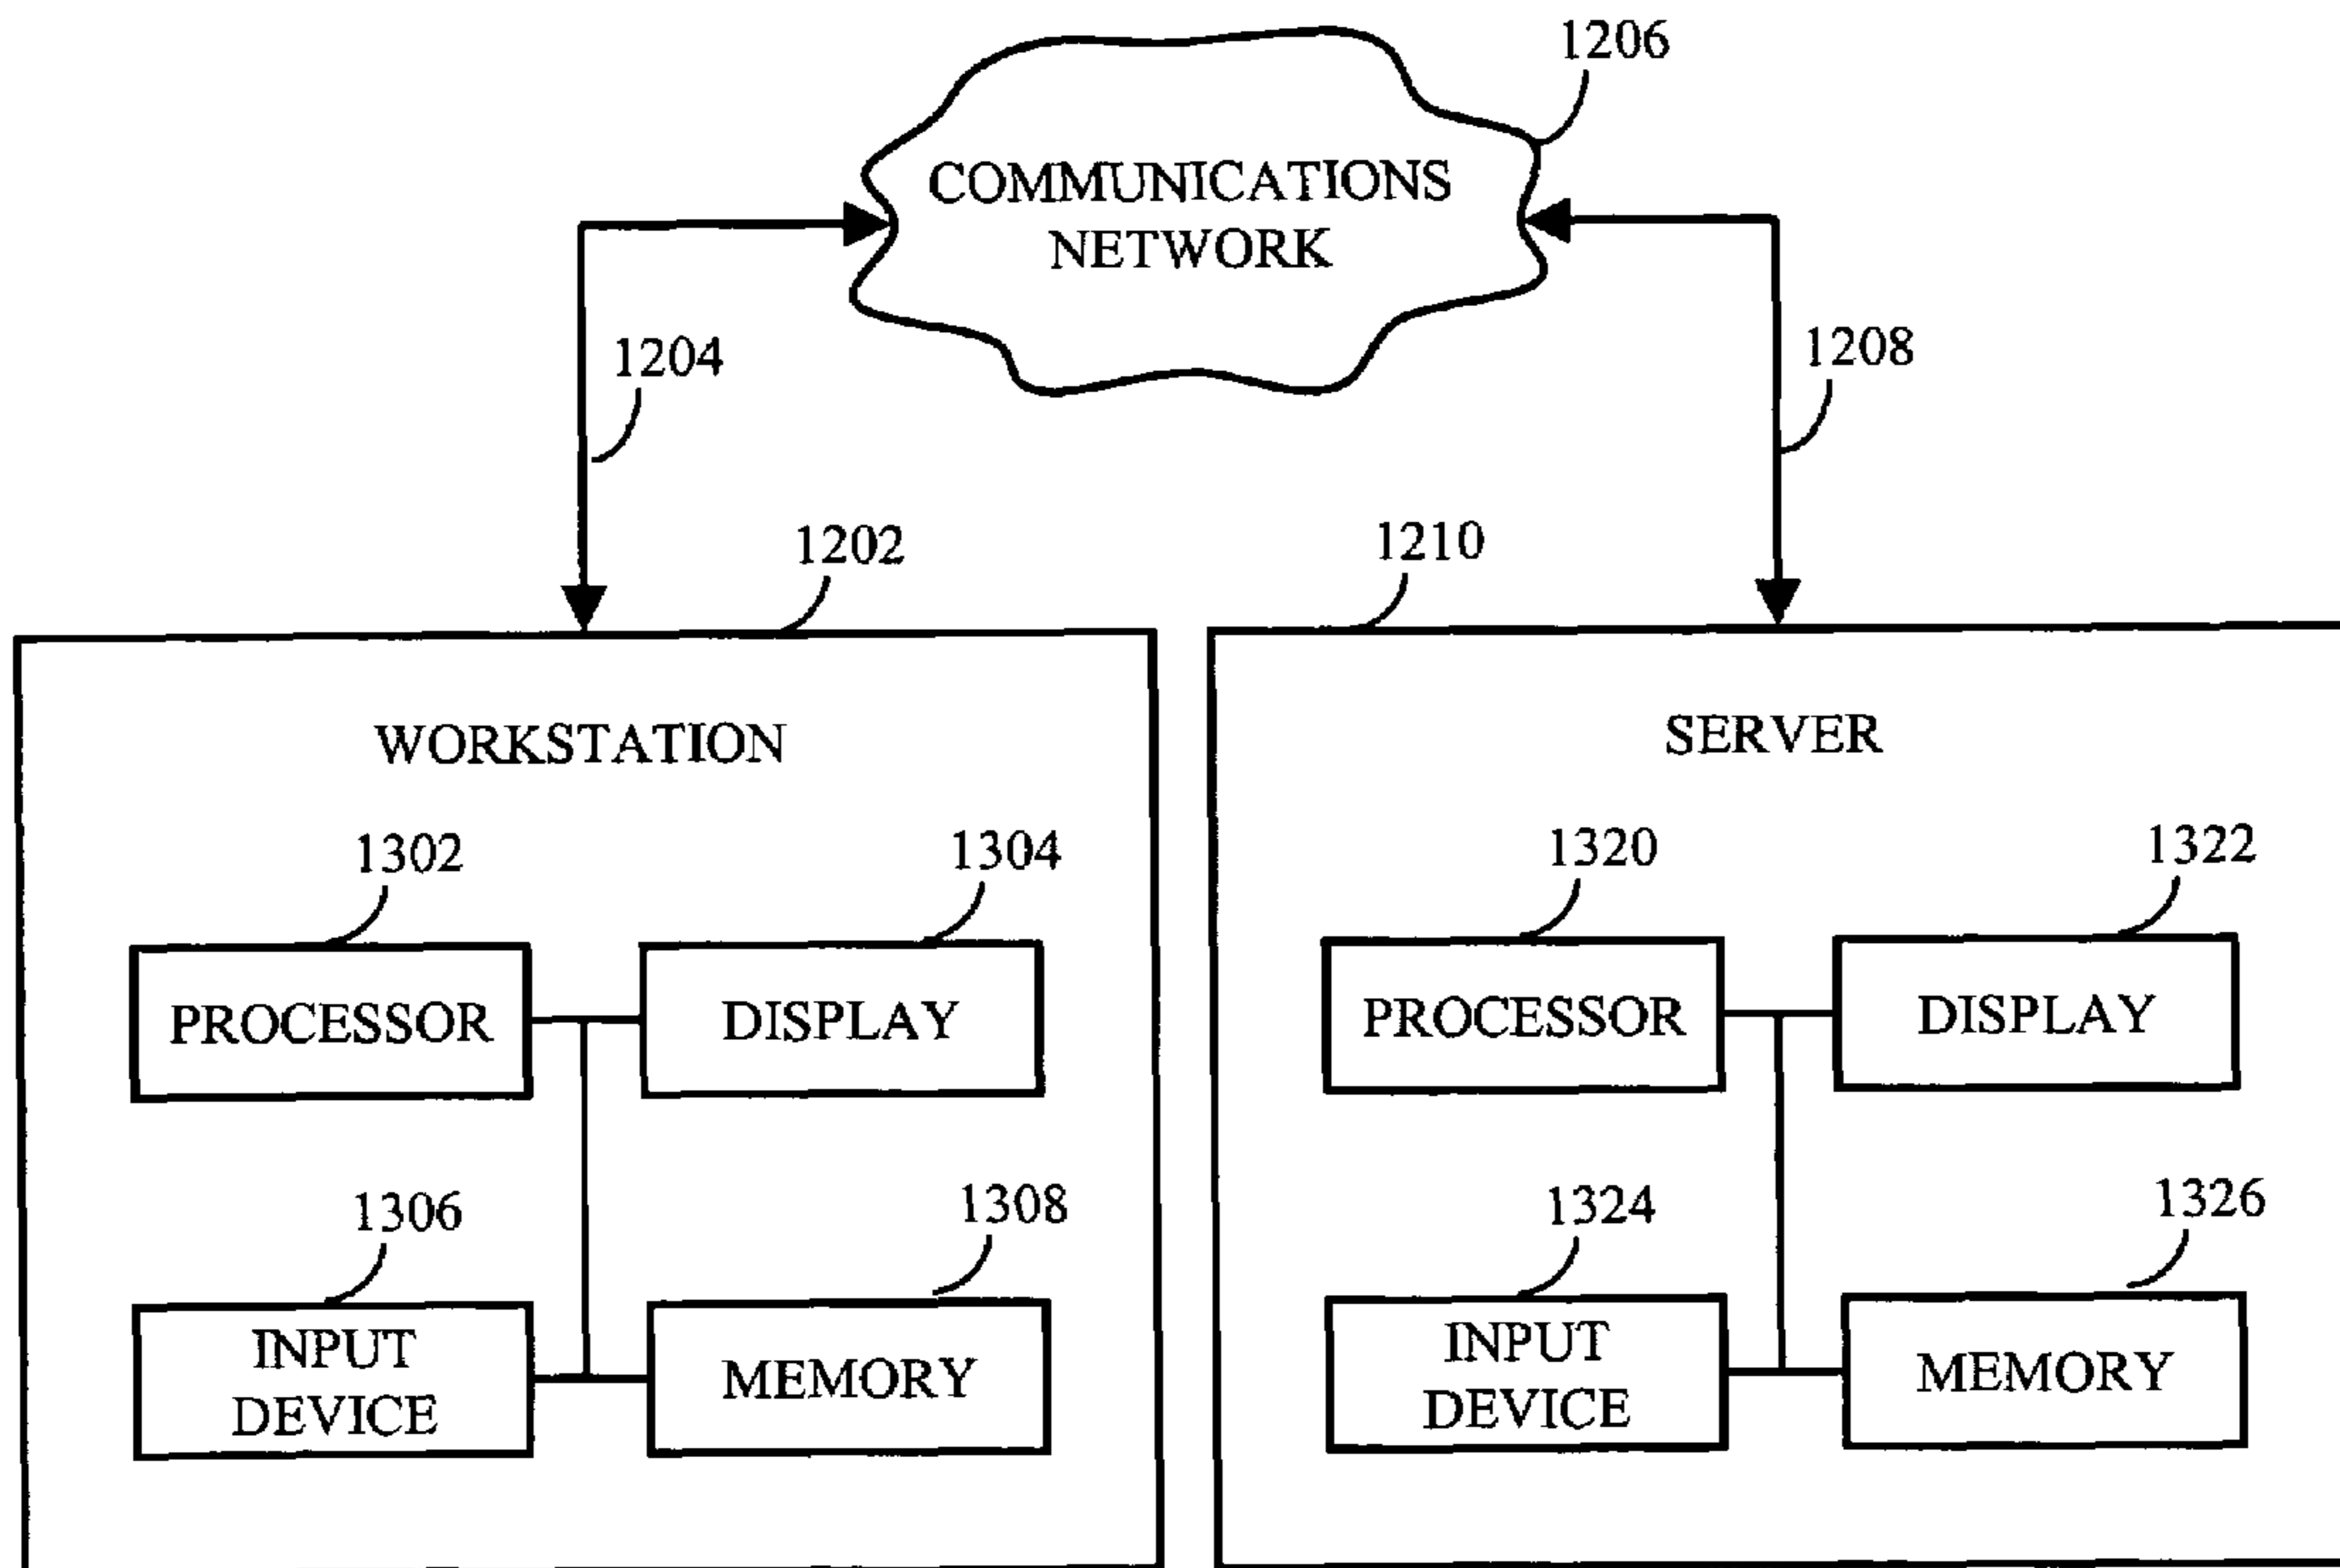 1206
COMMUNICATIONS
NETWORK
1204
1208
1202
1210
WORKSTATION
SERVER
1302
1304
1320
1322
PROCESSOR
DISPLAY
PROCESSOR
DISPLAY
1306
1308
1324
1326
INPUT
DEVICE
MEMORY
INPUT
DEVICE
MEMORY